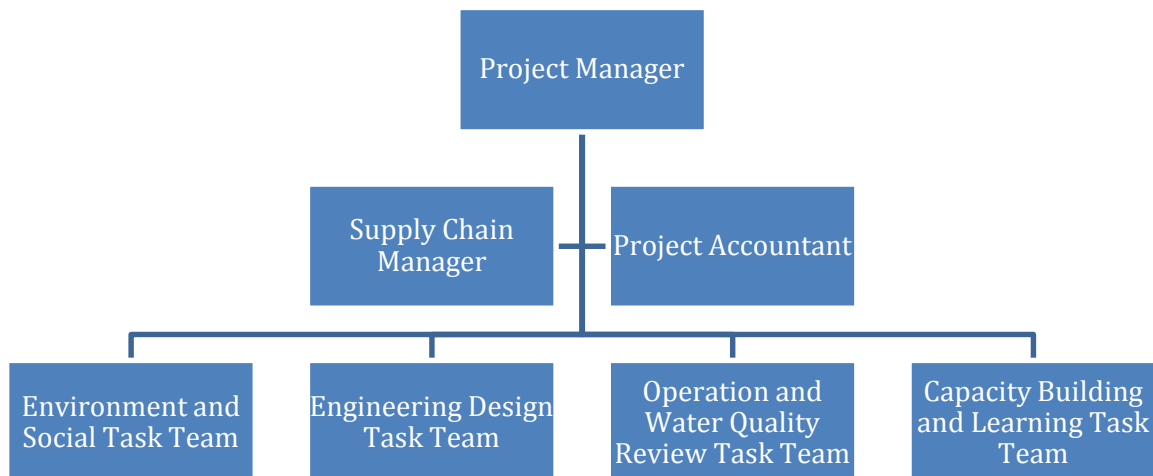 Project Manager
Supply Chain
Manager
Project Accountant
Environment and
Social Task Team
Engineering Design
Task Team
Operation and
Water Quality
Review Task Team
Capacity Building
and Learning Task
Team